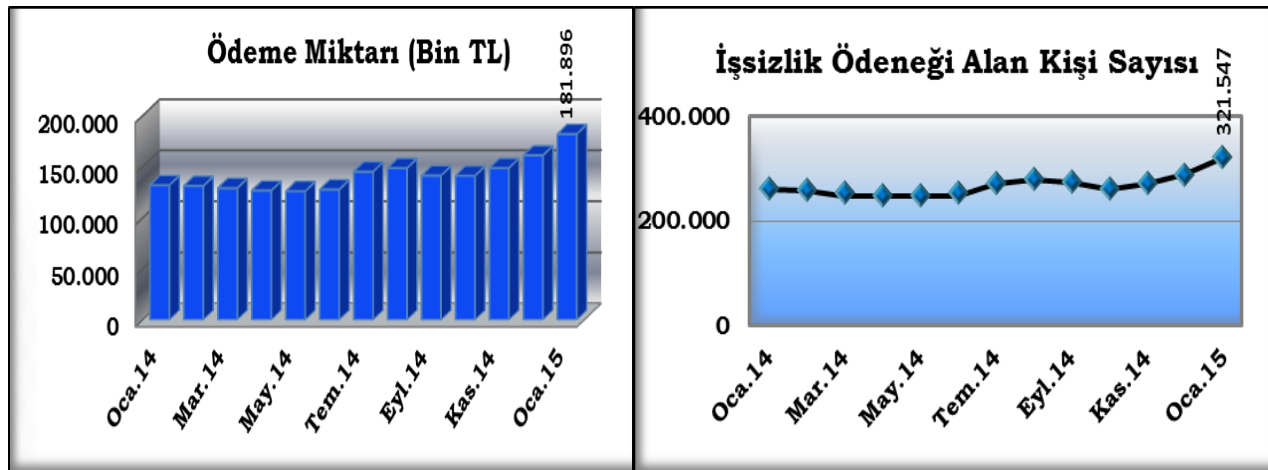 Ödeme Miktarı (Bin TL)
181.896
200.000
150.000
100.000
50.000
0
Oca.14
Mar.14
May.14
Tem.14
Eyl.14
Kas.14
Oca.15
İşsizlik Ödeneği Alan Kişi Sayısı
321.547
400.000
200.000
0
Oca.14
Mar.14
May.14
Tem.14
Eyl.14
Kas.14
Oca.15